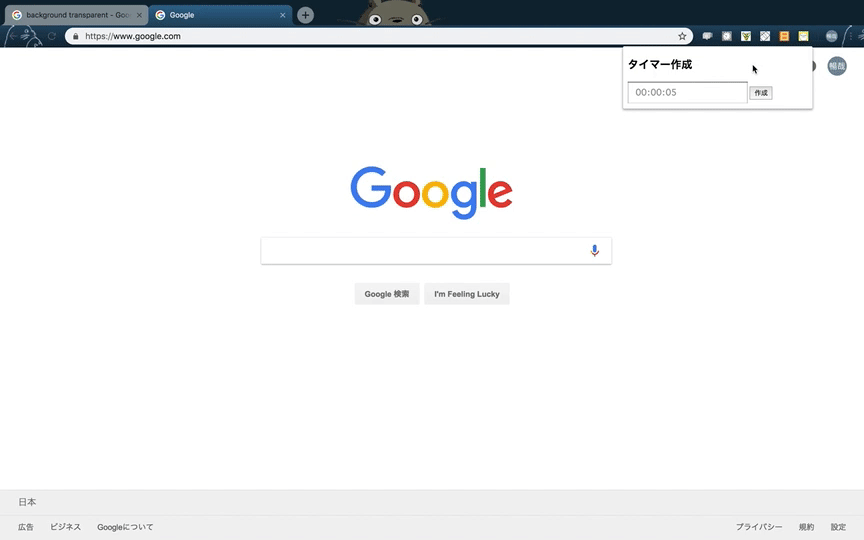 background transparent - Goo
Google
https://www.google.com
タイマー作成
00:00:05
作成
暢哉
Google
Google 検索
I'm Feeling Lucky
日本
広告
ビジネス
Googleについて
プライバシー
規約
設定